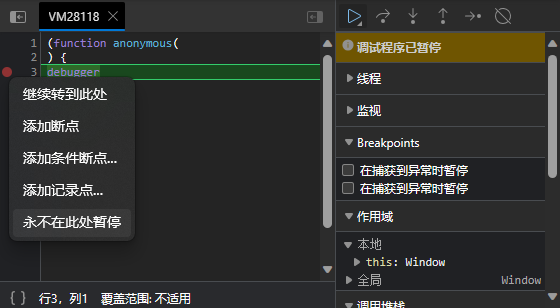 VM28118
1 (function anonymous(
2 ) {
3 debugger
继续转到此处
添加断点
添加条件断点...
添加记录点...
永不在此处暂停
{ } 行3，列1 覆盖范围: 不适用
调试程序已暂停
线程
监视
Breakpoints
在捕获到异常时暂停
在捕获到异常时暂停
作用域
本地
this: Window
全局 Window
调用堆栈